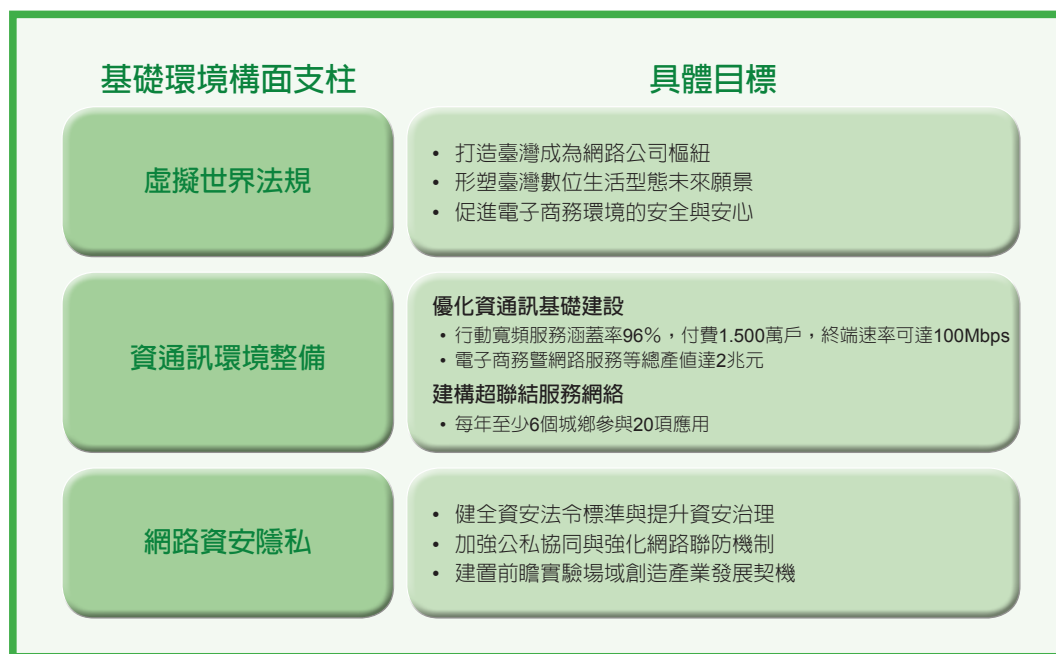 基礎環境構面支柱
具體目標
虛擬世界法規
• 打造臺灣成為網路公司樞紐
• 形塑臺灣數位生活型態未來願景
• 促進電子商務環境的安全與安心
資通訊環境整備
優化資通訊基礎建設
• 行動寬頻服務涵蓋率96%，付費1.500萬戶，終端速率可達100Mbps
• 電子商務暨網路服務等總產值達2兆元
建構超聯結服務網絡
• 每年至少6個城鄉參與20項應用
網路資安隱私
• 健全資安法令標準與提升資安治理
• 加強公私協同與強化網路聯防機制
• 建置前瞻實驗場域創造產業發展契機